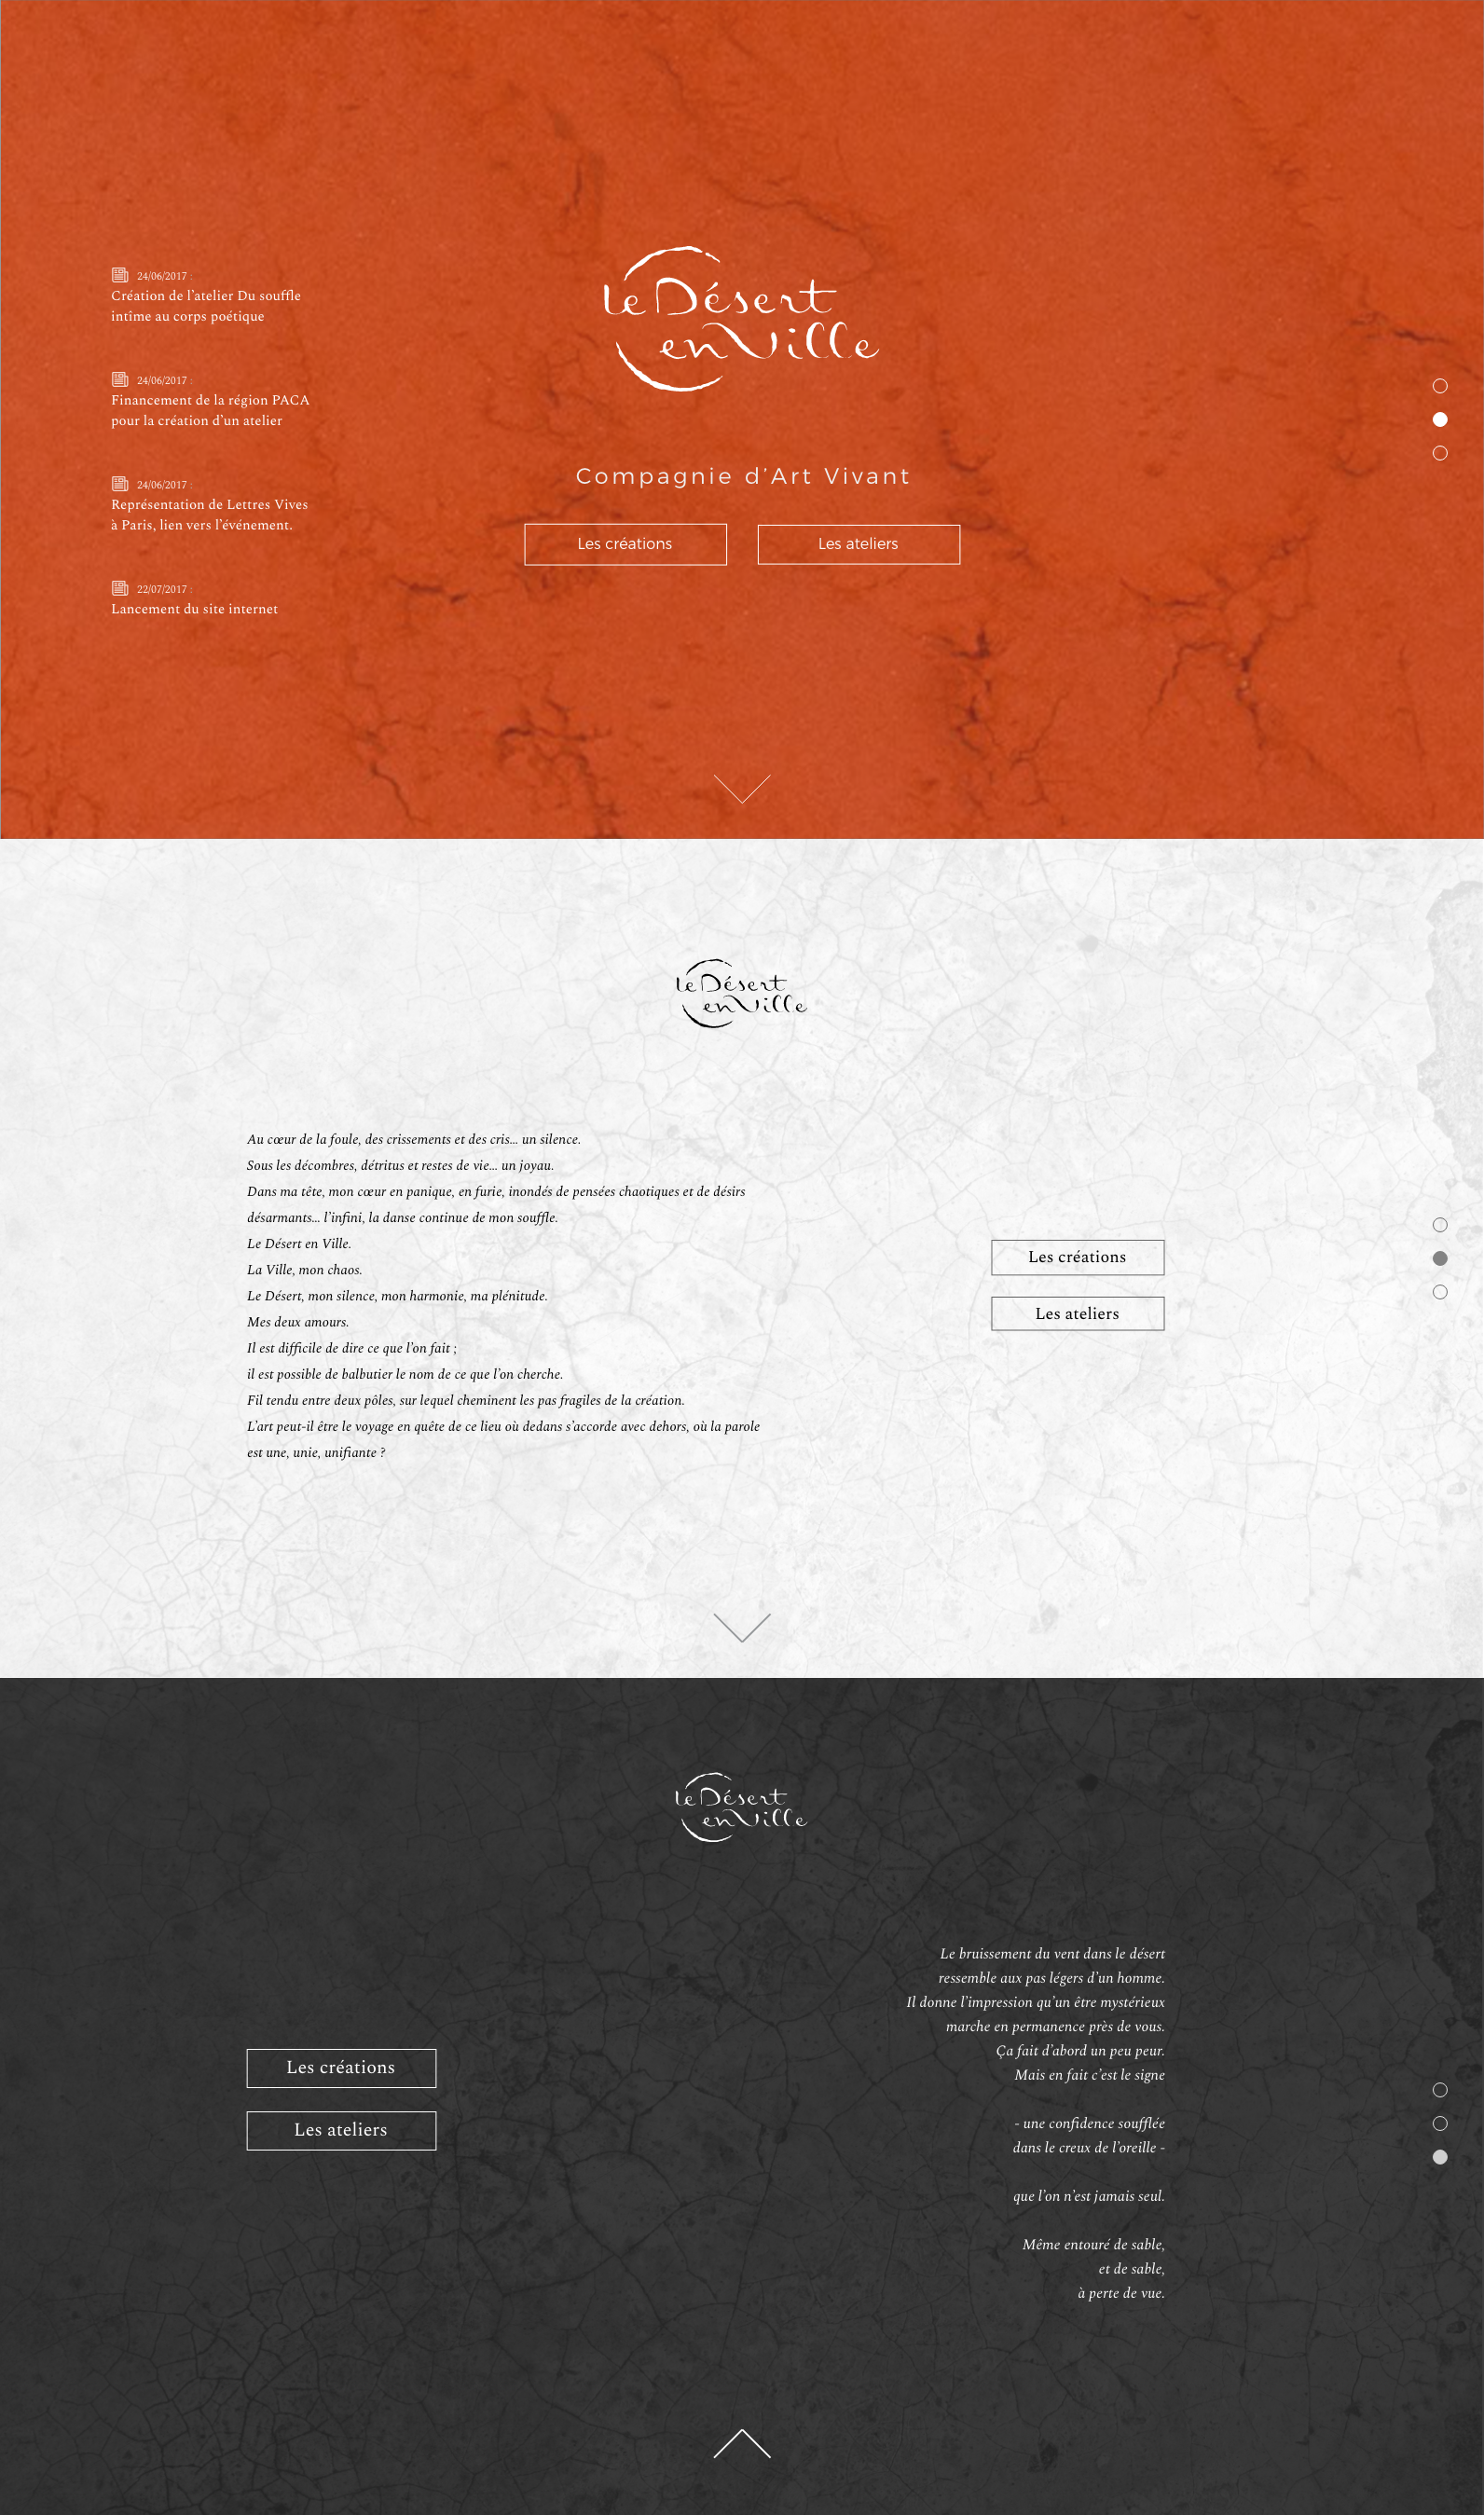 24/06/2017 :
Création de l’atelier Du souffle
intîme au corps poétique
24/06/2017 :
Financement de la région PACA
pour la création d’un atelier
24/06/2017 :
Représentation de Lettres Vives
à Paris, lien vers l’événement.
22/07/2017 :
Lancement du site internet
Le Désert
en Ville
Compagnie d’Art Vivant
Les créations
Les ateliers
Le Désert
en Ville
Au cœur de la foule, des crissements et des cris... un silence.
Sous les décombres, détritus et restes de vie... un joyau.
Dans ma tête, mon cœur en panique, en furie, inondés de pensées chaotiques et de désirs
désarmants... l’infini, la danse continue de mon souffle.
Le Désert en Ville.
La Ville, mon chaos.
Le Désert, mon silence, mon harmonie, ma plénitude.
Mes deux amours.
Il est difficile de dire ce que l’on fait ;
il est possible de balbutier le nom de ce que l’on cherche.
Fil tendu entre deux pôles, sur lequel cheminent les pas fragiles de la création.
L’art peut-il être le voyage en quête de ce lieu où dedans s’accorde avec dehors, où la parole
est une, unie, unifiante ?
Les créations
Les ateliers
Le Désert
en Ville
Les créations
Les ateliers
Le bruissement du vent dans le désert
ressemble aux pas légers d’un homme.
Il donne l’impression qu’un être mystérieux
marche en permanence près de vous.
Ça fait d’abord un peu peur.
Mais en fait c’est le signe
- une confidence soufflée
dans le creux de l’oreille -
que l’on n’est jamais seul.
Même entouré de sable,
et de sable,
à perte de vue.